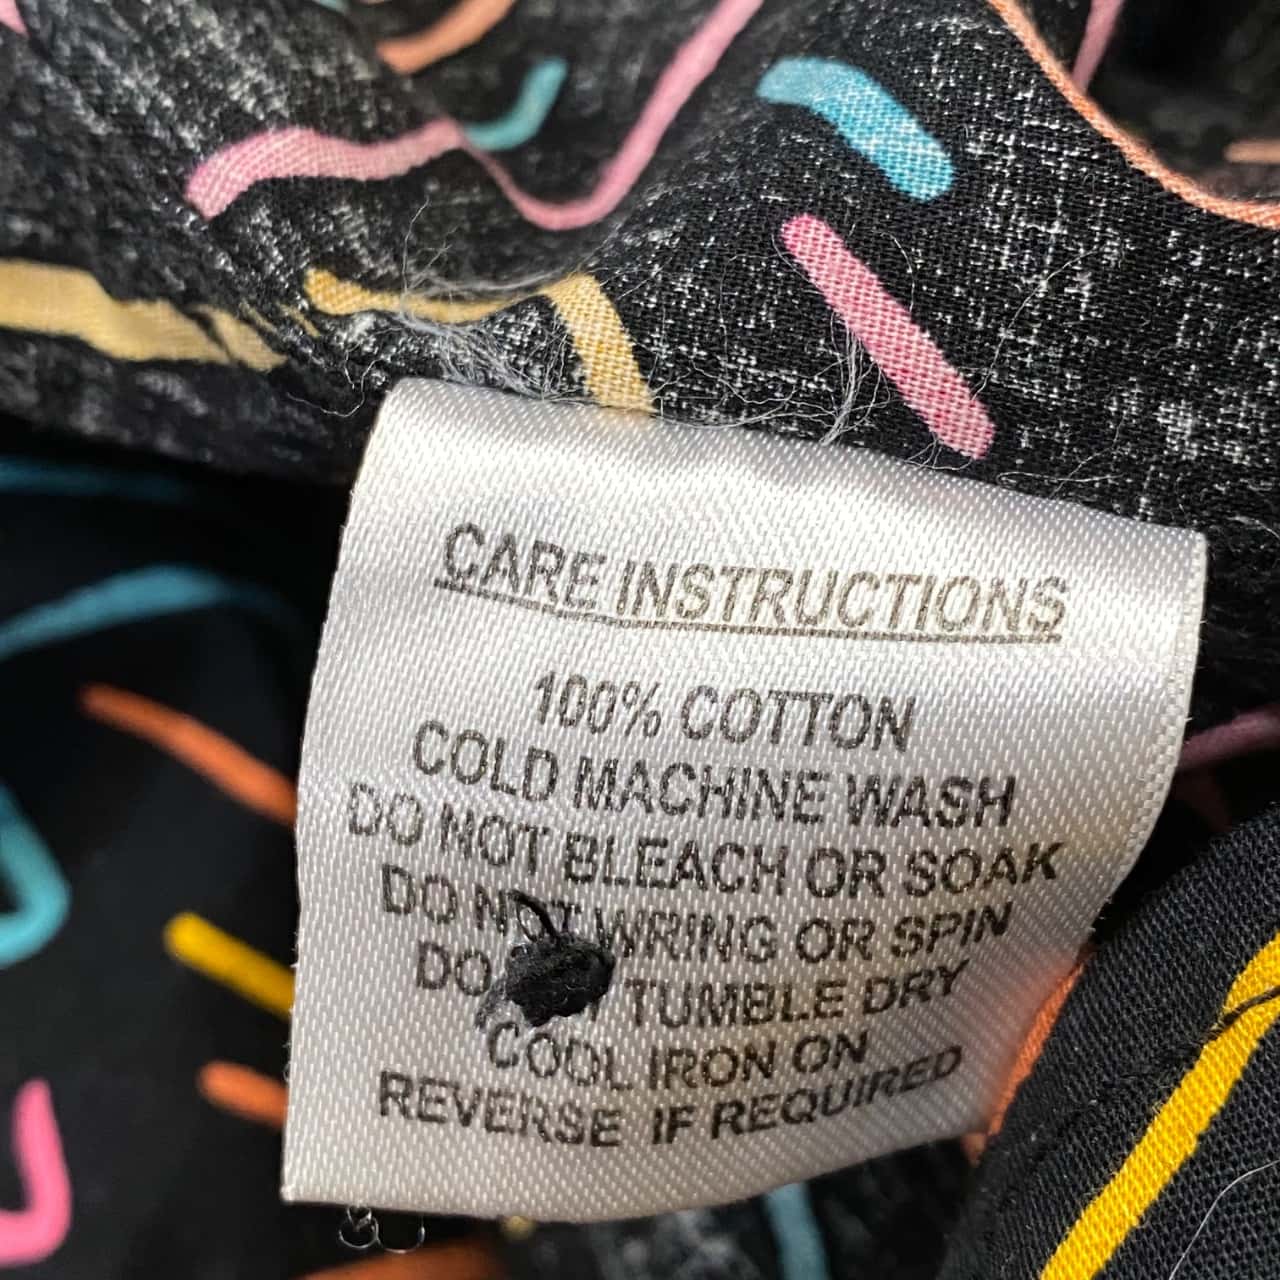 CARE INSTRUCTIONS
100% COTTON
COLD MACHINE WASH
DO NOT BLEACH OR SOAK
DO NOT WRING OR SPIN
DO TUMBLE DRY
COOL IRON ON
REVERSE IF REQUIRED